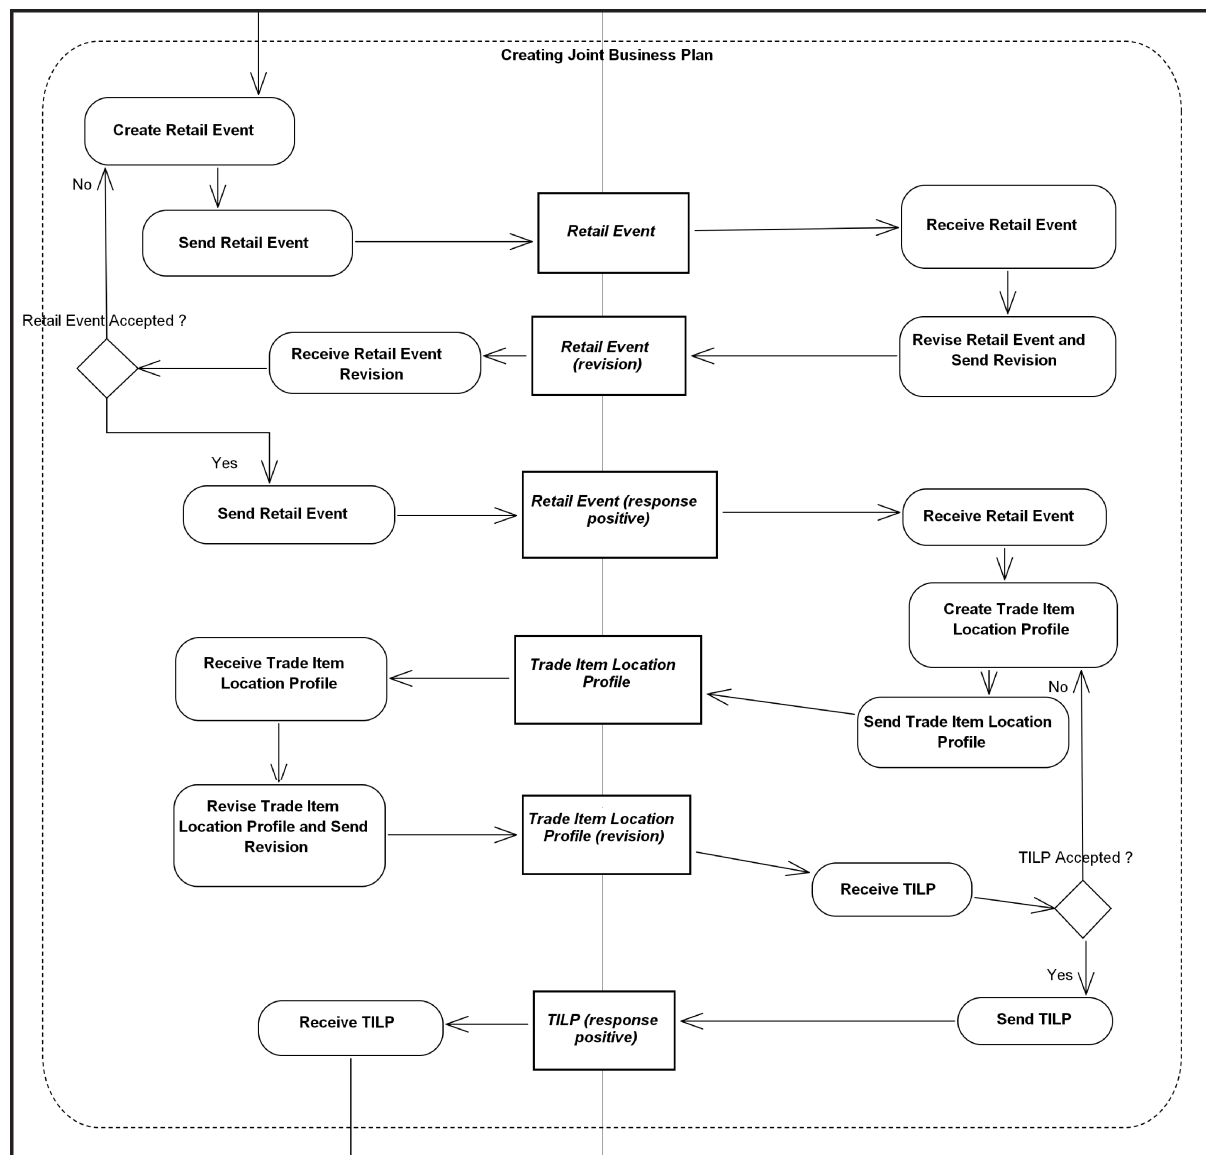 Creating Joint Business Plan
Create Retail Event
No
Send Retail Event
Retail Event
Receive Retail Event
Retail Event Accepted ?
Receive Retail Event
Revision
Retail Event
(revision)
Revise Retail Event and
Send Revision
Yes
Send Retail Event
Retail Event (response
positive)
Receive Retail Event
Create Trade Item
Location Profile
Receive Trade Item
Location Profile
Trade Item Location
Profile
No
Send Trade Item Location
Profile
Revise Trade Item
Location Profile and Send
Revision
Trade Item Location
Profile (revision)
TILP Accepted ?
Receive TILP
Yes
Receive TILP
TILP (response
positive)
Send TILP